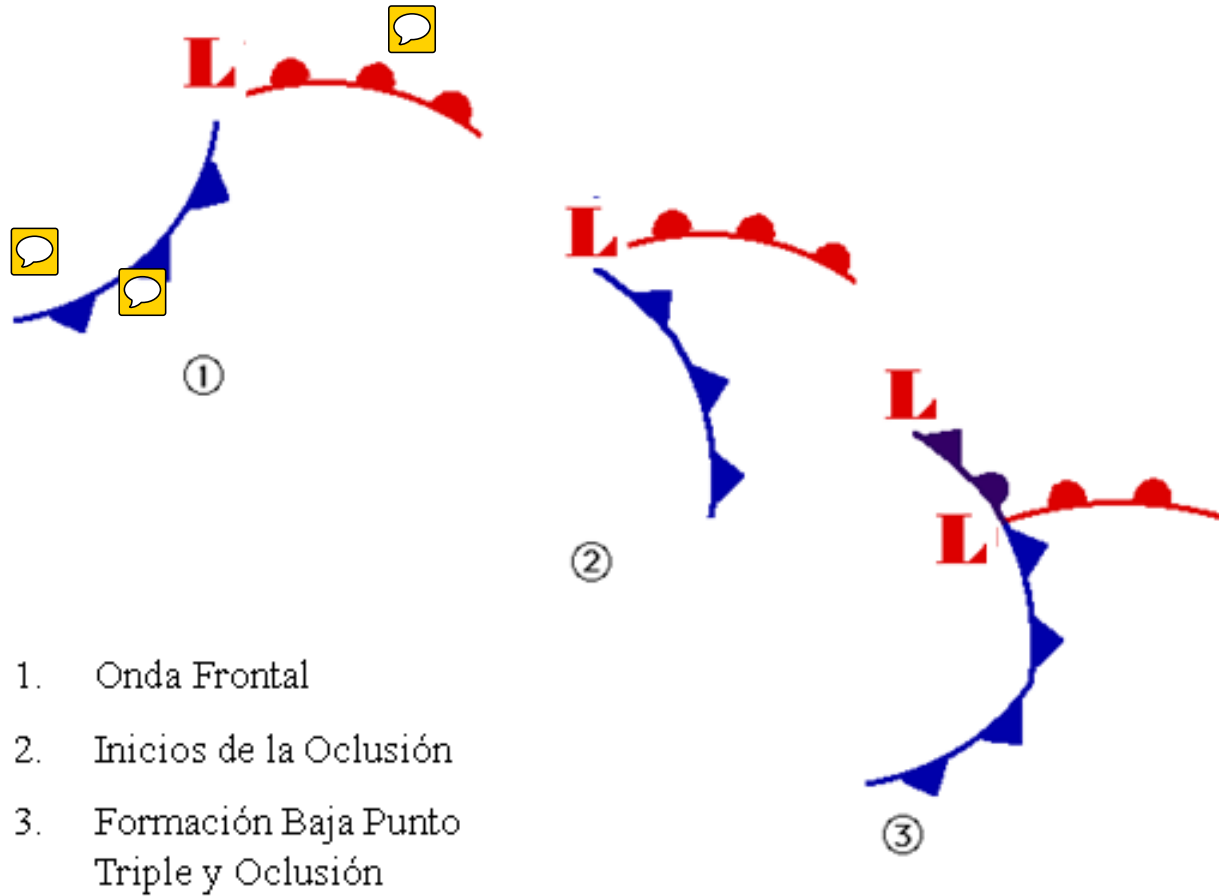 L
①
L
②
L
L
③
1. Onda Frontal
2. Inicios de la Oclusión
3. Formación Baja Punto
Triple y Oclusión